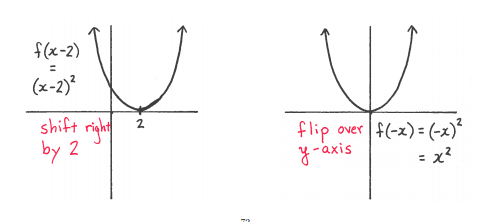 f(x-2)
=
(x-2)²
shift right
by 2
2
flip over
y-axis
f(-x) = (-x)²
= x²